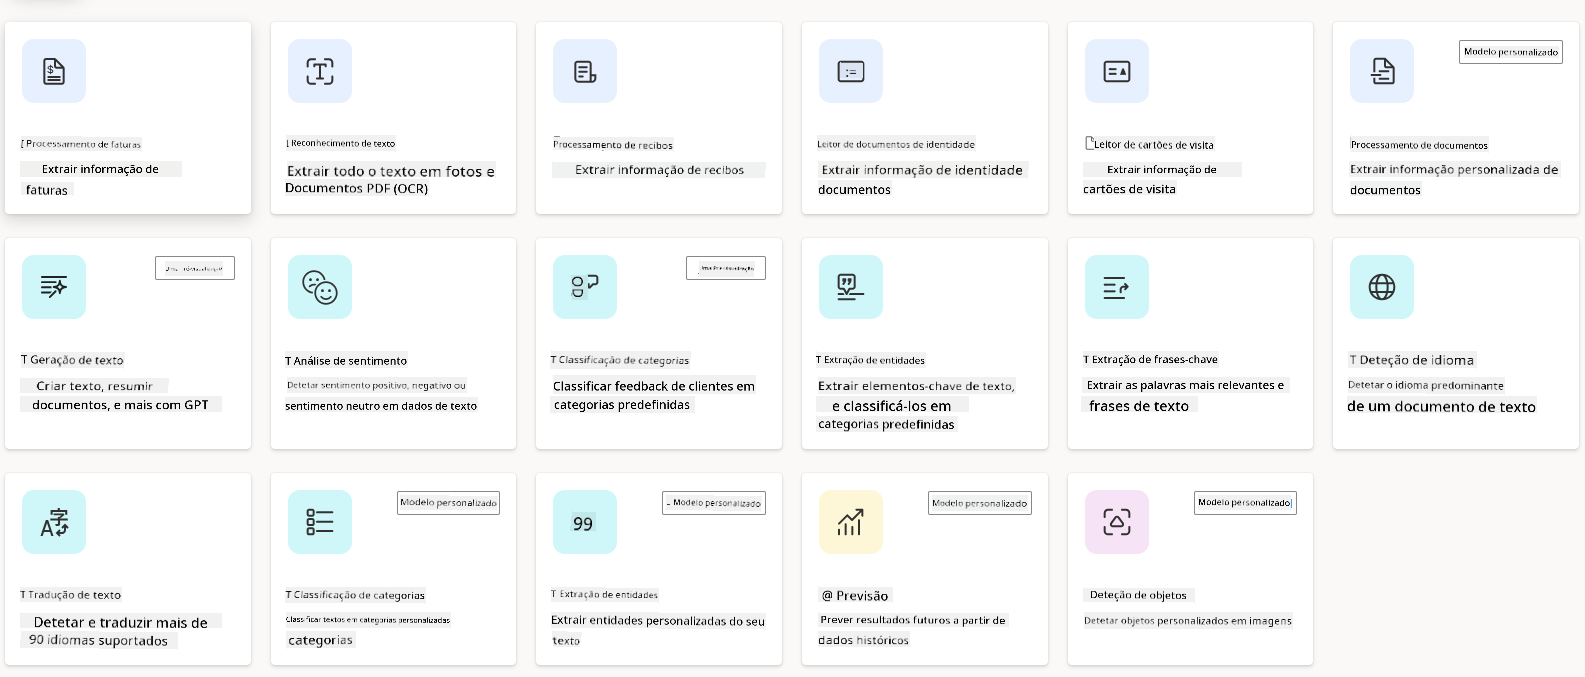 Modelo personalizado
[ Processamento de faturas
Extrair informação de
faturas
[ Reconhecimento de texto
Extrair todo o texto em fotos e
Documentos PDF (OCR)
Processamento de recibos
Extrair informação de recibos
Leitor de documentos de identidade
Extrair informação de identidade
documentos
Leitor de cartões de visita
Extrair informação de
cartões de visita
Processamento de documentos
Extrair informação personalizada de
documentos
T Geração de texto
Criar texto, resumir
documentos, e mais com GPT
T Análise de sentimento
Detetar sentimento positivo, negativo ou
sentimento neutro em dados de texto
Uma Pré-visualização
T Classificação de categorias
Classificar feedback de clientes em
categorias predefinidas
T Extração de entidades
Extrair elementos-chave de texto,
e classificá-los em
categorias predefinidas
T Extração de frases-chave
Extrair as palavras mais relevantes e
frases de texto
T Deteção de idioma
Detetar o idioma predominante
de um documento de texto
T Tradução de texto
Detetar e traduzir mais de
90 idiomas suportados
Modelo personalizado
T Classificação de categorias
Classificar textos em categorias personalizadas
categorias
Modelo personalizado
99
T Extração de entidades
Extrair entidades personalizadas do seu
texto
Modelo personalizado
@ Previsão
Prever resultados futuros a partir de
dados históricos
Modelo personalizado
Deteção de objetos
Detetar objetos personalizados em imagens